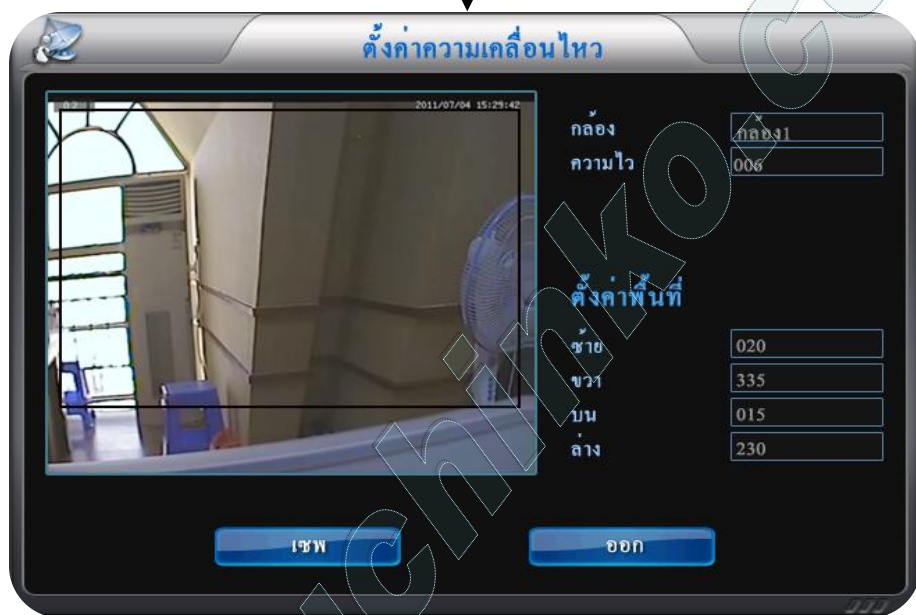 ตั้งค่าความเคลื่อนไหว
02 2011/07/04 15:29:42
กล้อง กล้อง1
ความไว 006
ตั้งค่าพื้นที่
ซ้าย 020
ขวา 335
บน 015
ล่าง 230
เซพ ออก